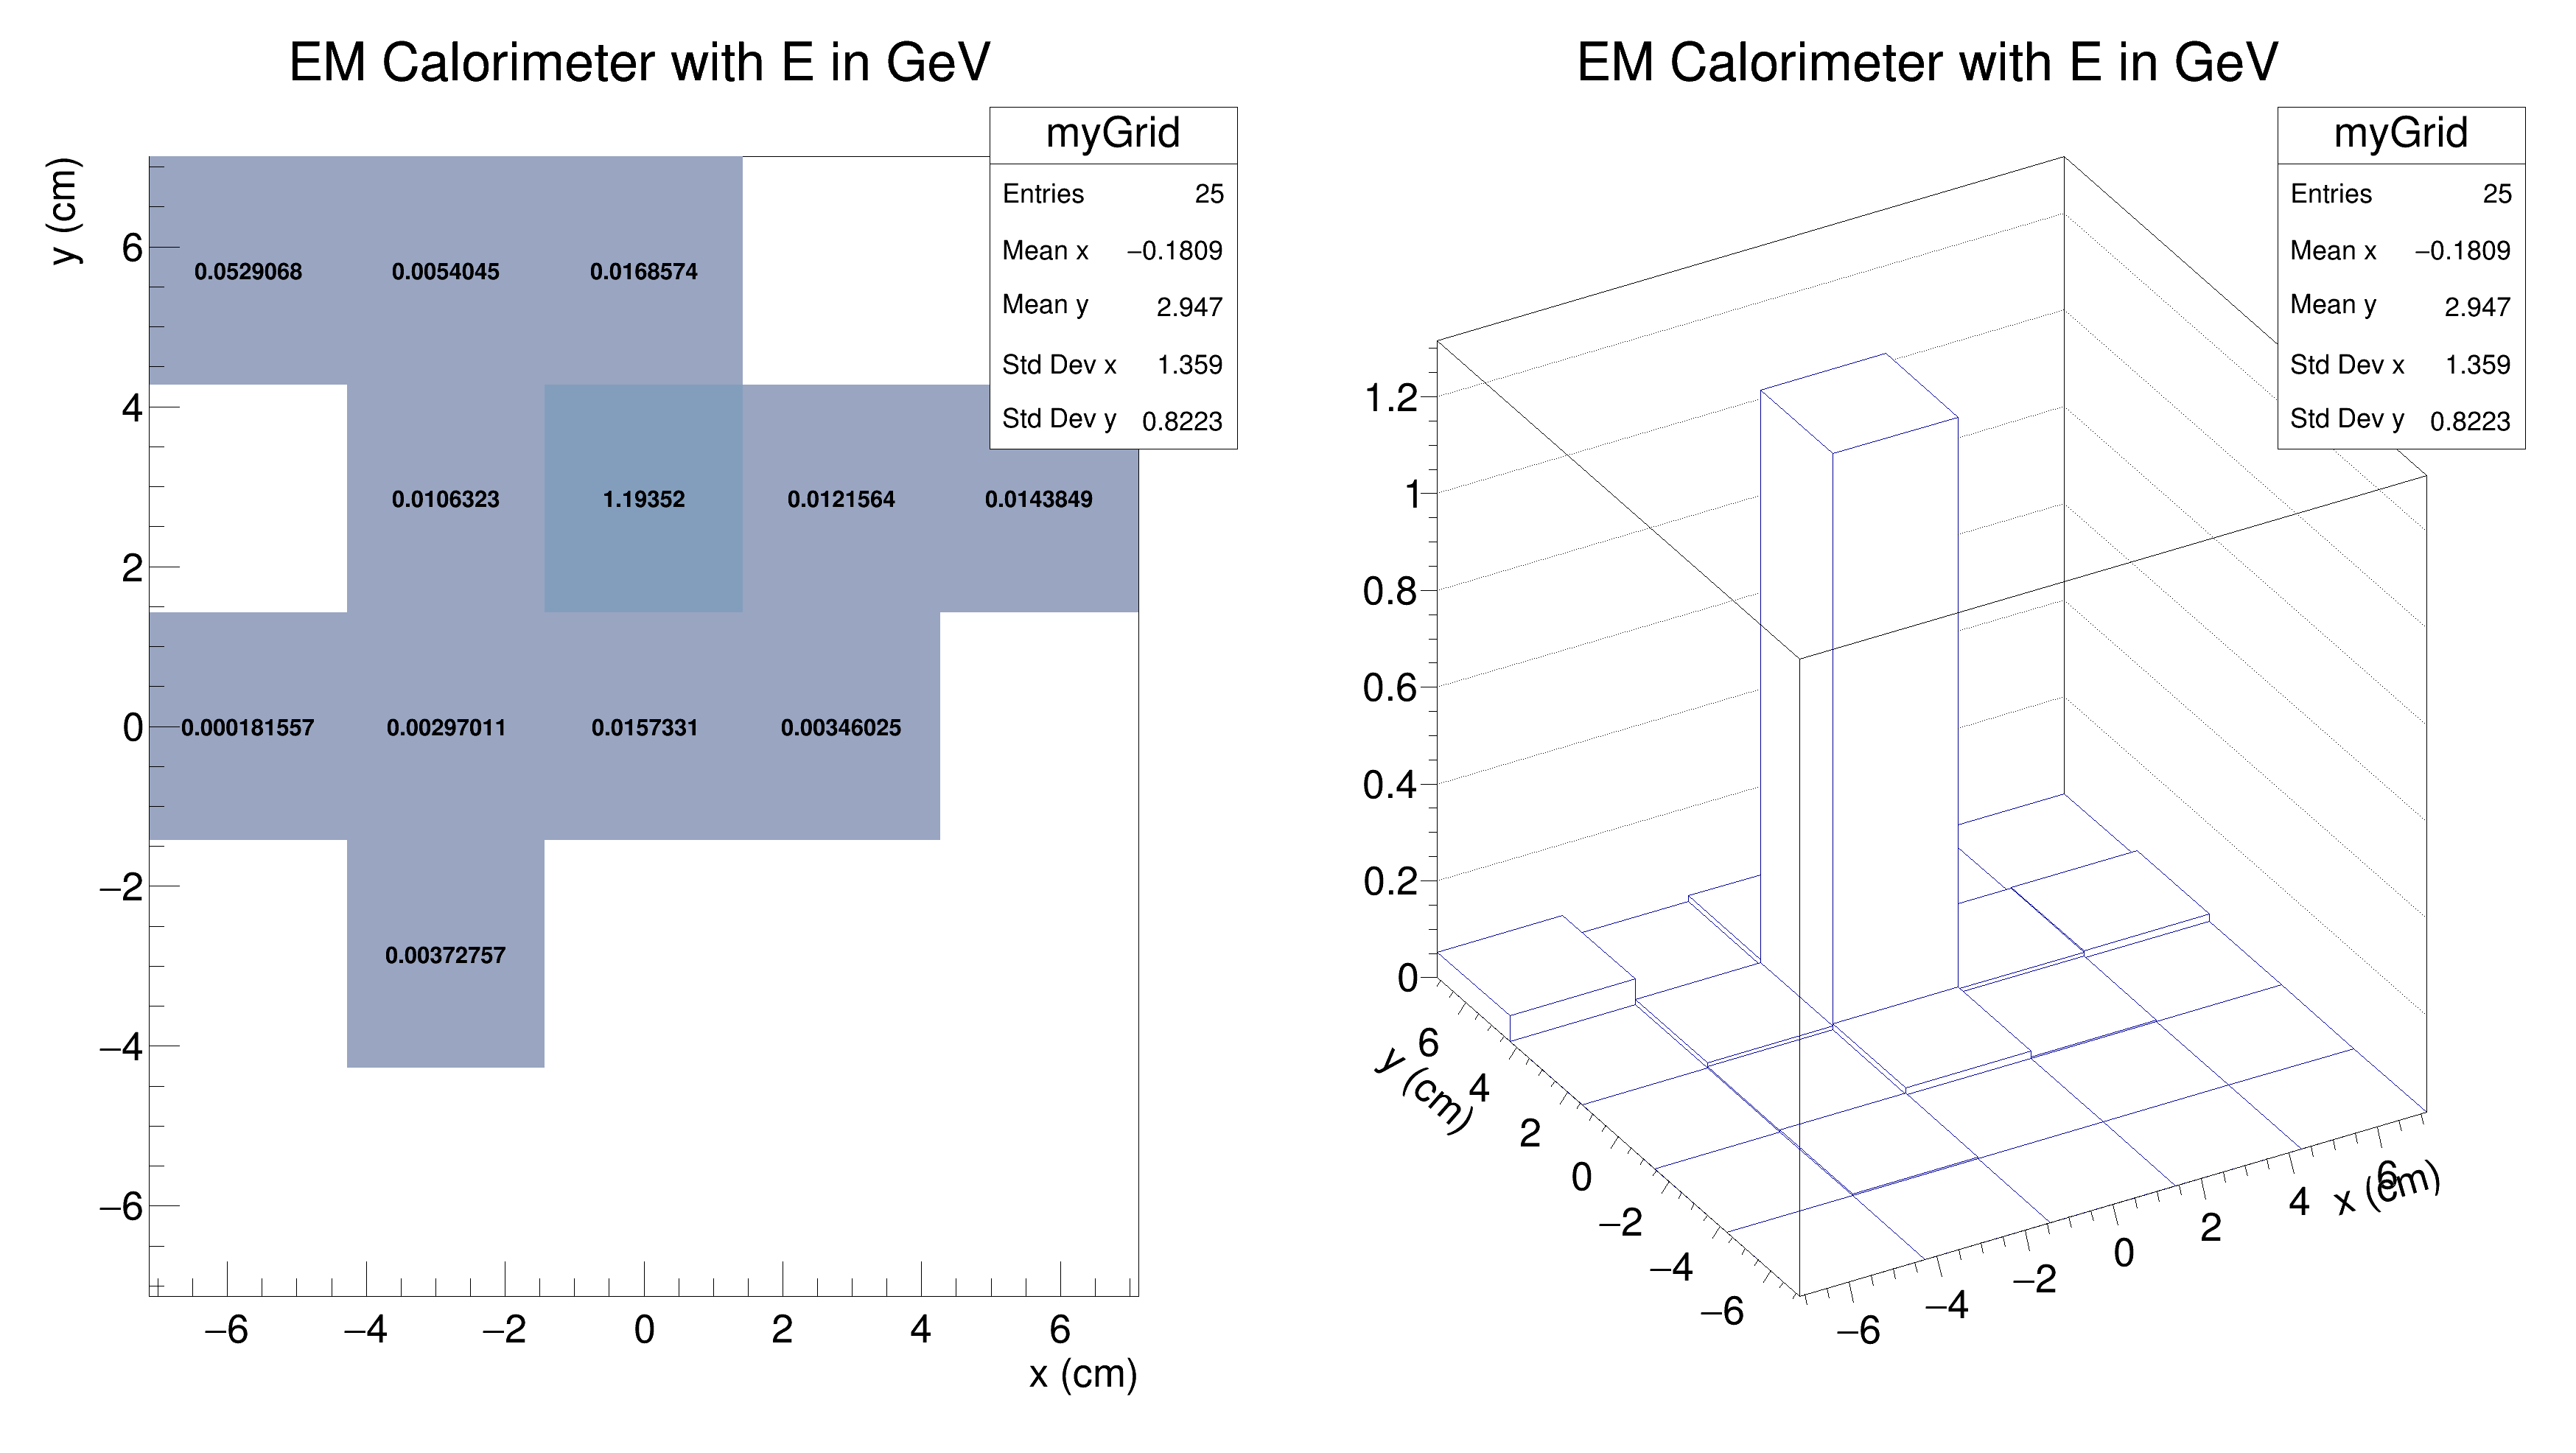 EM Calorimeter with E in GeV
myGrid
Entries 25
Mean x −0.1809
Mean y 2.947
Std Dev x 1.359
Std Dev y 0.8223
y (cm)
6
4
2
0
−2
−4
−6
0.0529068 0.0054045 0.0168574
0.0106323 1.19352 0.0121564 0.0143849
0.000181557 0.00297011 0.0157331 0.00346025
0.00372757
−6 −4 −2 0 2 4 6
x (cm)
EM Calorimeter with E in GeV
myGrid
Entries 25
Mean x −0.1809
Mean y 2.947
Std Dev x 1.359
Std Dev y 0.8223
1.2
1
0.8
0.6
0.4
0.2
0
y (cm)
6
4
2
0
−2
−4
−6
−6 −4 −2 0 2 4 6
x (cm)